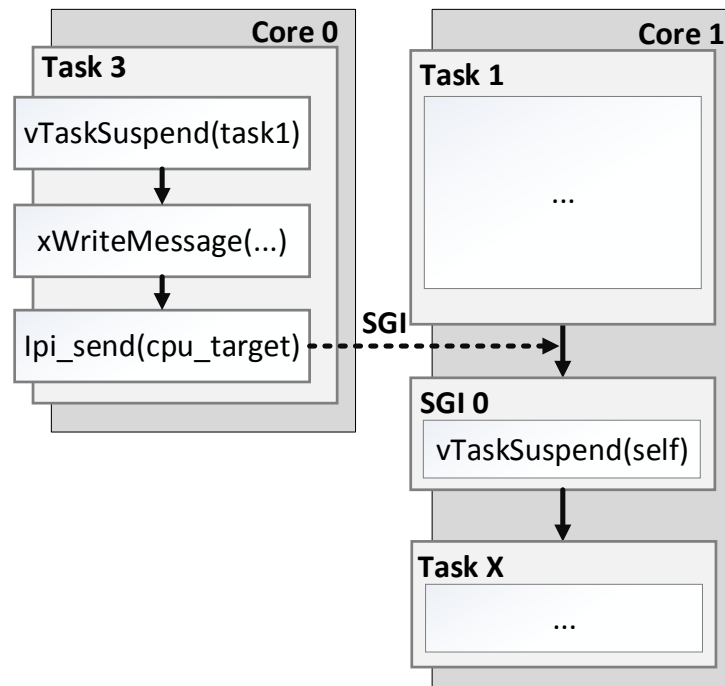 Core 0
Task 3
vTaskSuspend(task1)
xWriteMessage(...)
Ipi_send(cpu_target)
SGI
Core 1
Task 1
...
SGI 0
vTaskSuspend(self)
Task X
...